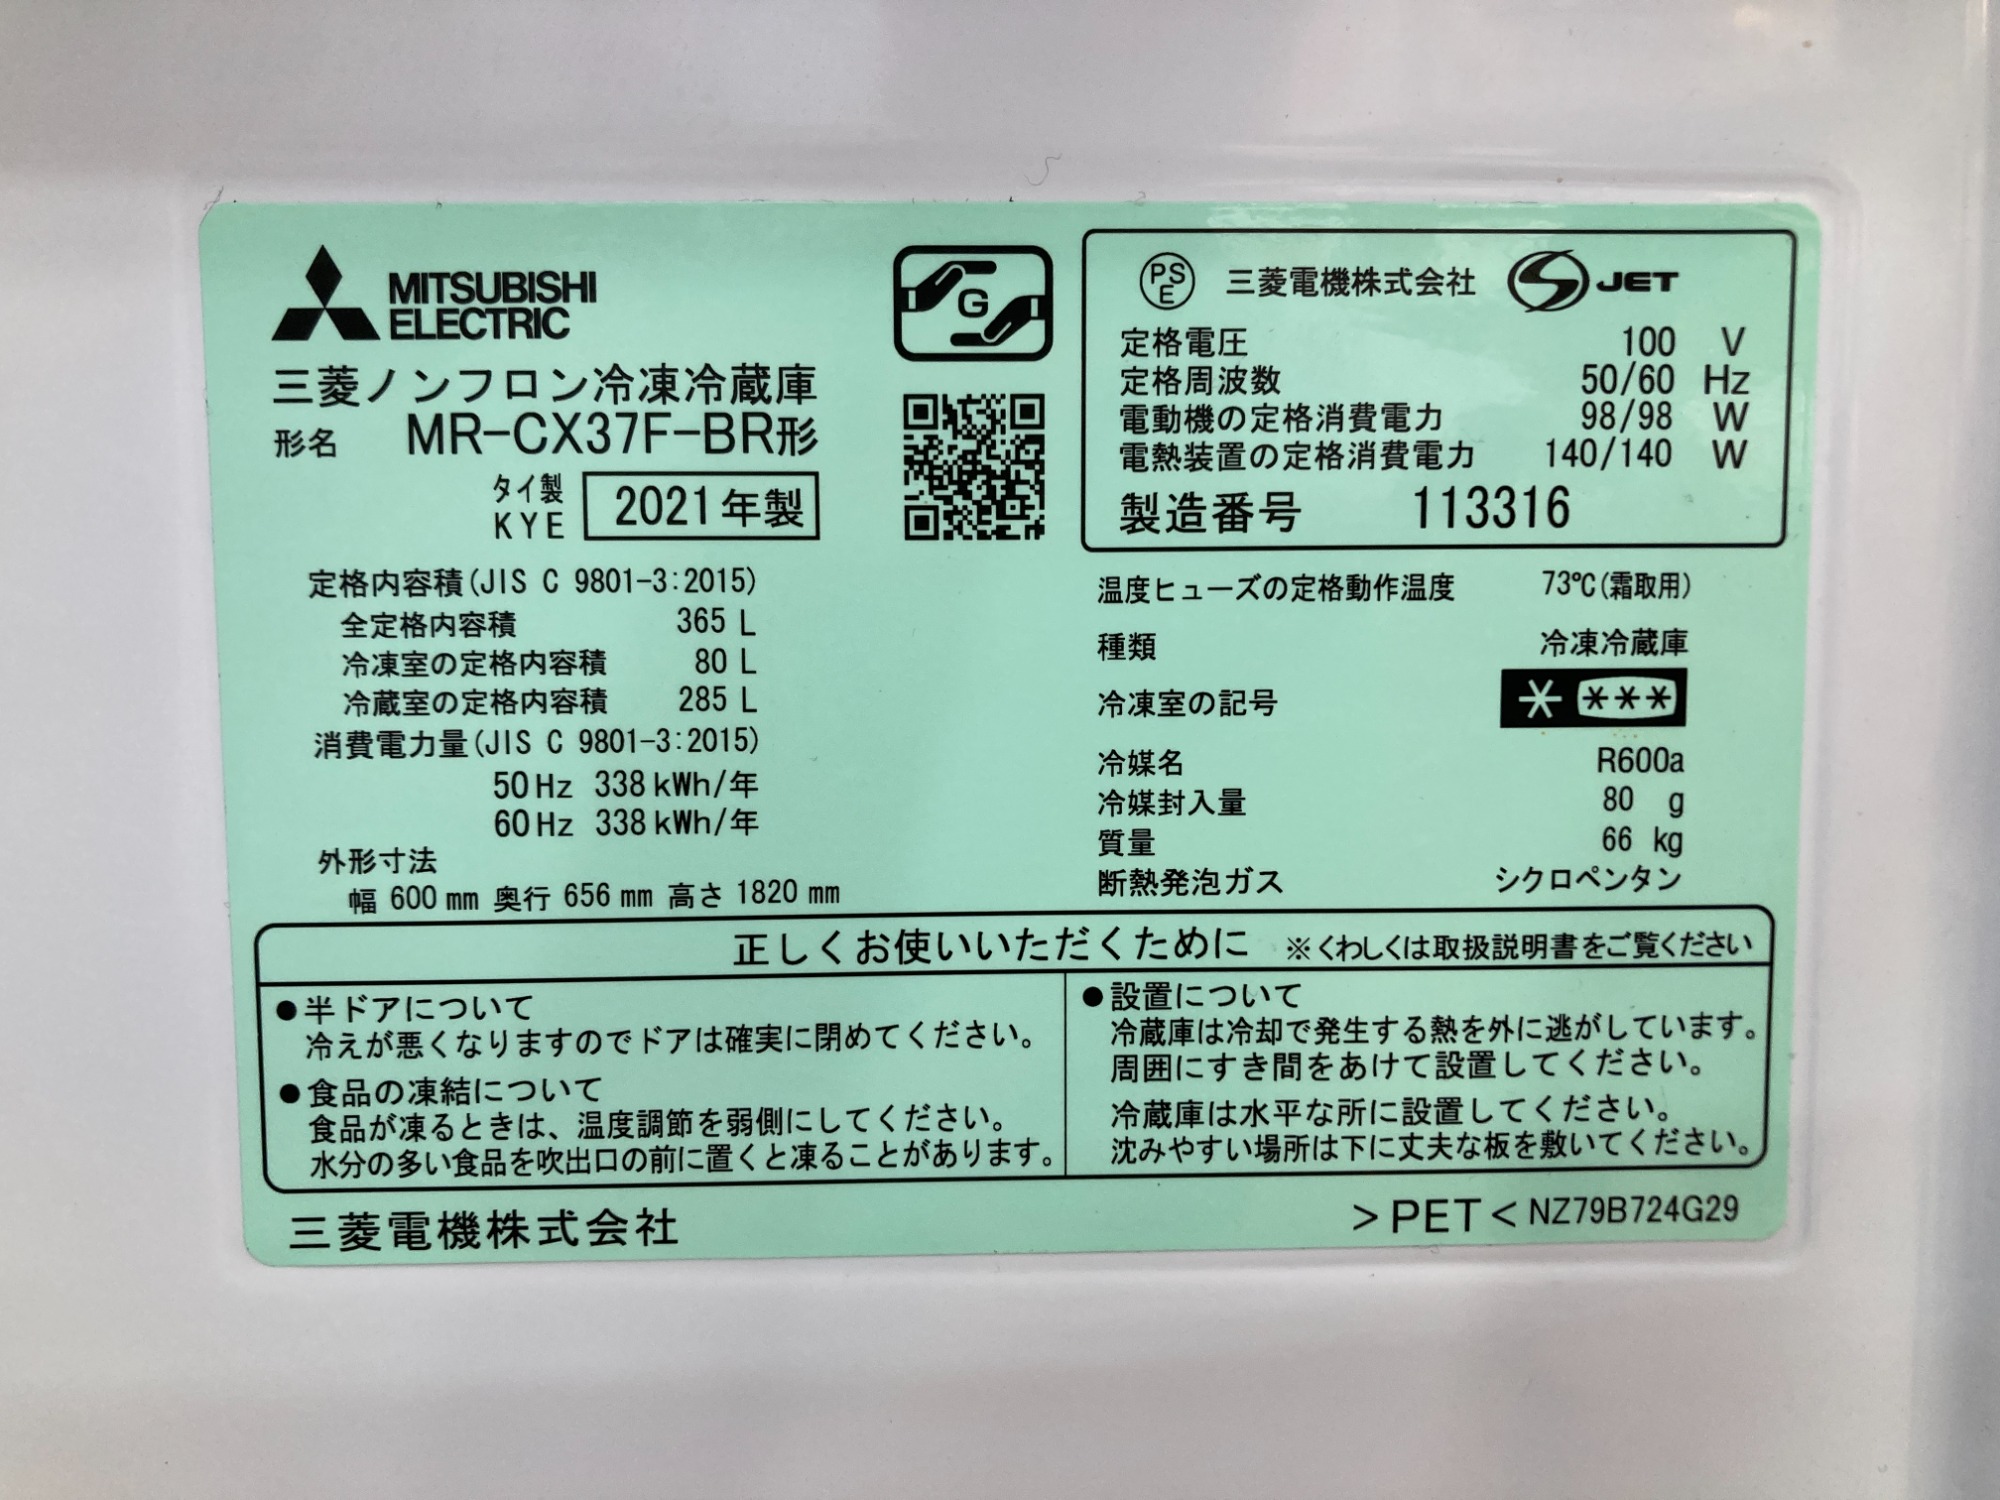 MITSUBISHI
ELECTRIC
三菱ノンフロン冷凍冷蔵庫
形名 MR-CX37F-BR形
タイ製
KYE 2021年製
G
定格内容積(JIS C 9801-3:2015)
全定格内容積 365 L
冷凍室の定格内容積 80 L
冷蔵室の定格内容積 285 L
消費電力量(JIS C 9801-3:2015)
50Hz 338kWh/年
60Hz 338kWh/年
外形寸法
幅 600mm 奥行 656mm 高さ 1820mm
PSE 三菱電機株式会社 JET
定格電圧 100 V
定格周波数 50/60 Hz
電動機の定格消費電力 98/98 W
電熱装置の定格消費電力 140/140 W
製造番号 113316
温度ヒューズの定格動作温度 73℃(霜取用)
種類 冷凍冷蔵庫
冷凍室の記号 * ***
冷媒名 R600a
冷媒封入量 80 g
質量 66 kg
断熱発泡ガス シクロペンタン
正しくお使いいただくために ※くわしくは取扱説明書をご覧ください
●半ドアについて
冷えが悪くなりますのでドアは確実に閉めてください。
●食品の凍結について
食品が凍るときは、温度調節を弱側にしてください。
水分の多い食品を吹出口の前に置くと凍ることがあります。
●設置について
冷蔵庫は冷却で発生する熱を外に逃がしています。
周囲にすき間をあけて設置してください。
冷蔵庫は水平な所に設置してください。
沈みやすい場所は下に丈夫な板を敷いてください。
三菱電機株式会社
>PET< NZ79B724G29